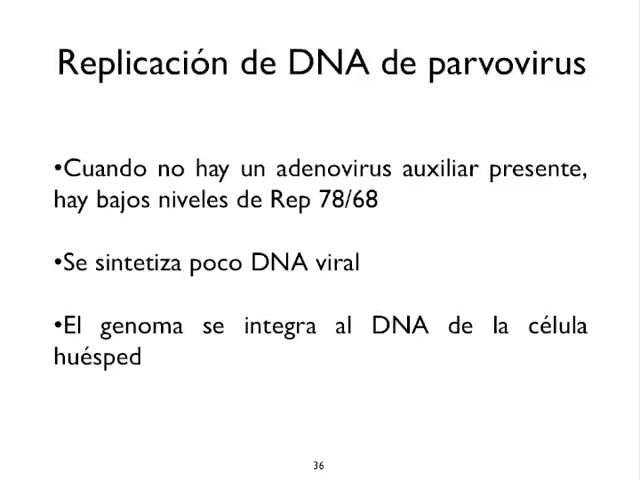 Replicación de DNA de parvovirus
•Cuando no hay un adenovirus auxiliar presente,
hay bajos niveles de Rep 78/68
•Se sintetiza poco DNA viral
•El genoma se integra al DNA de la célula
huésped
36